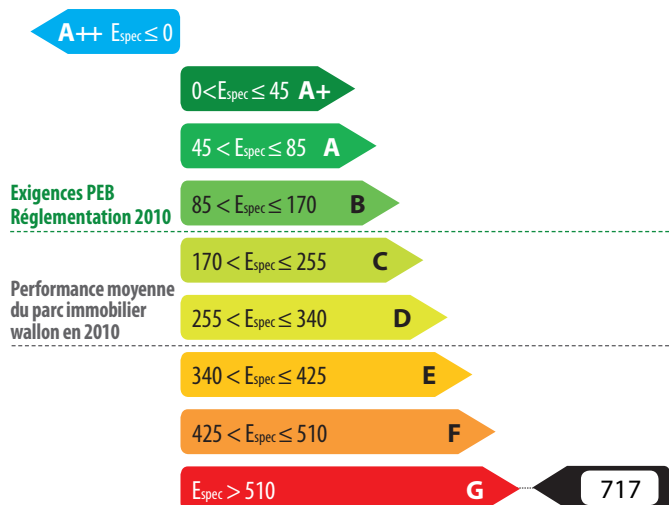 A++ Espec ≤ 0
0<Espec ≤ 45 A+
45 < Espec ≤ 85 A
Exigences PEB
Réglementation 2010
85 < Espec ≤ 170 B
170 < Espec ≤ 255 C
Performance moyenne
du parc immobilier
wallon en 2010
255 < Espec ≤ 340 D
340 < Espec ≤ 425 E
425 < Espec ≤ 510 F
Espec > 510 G 717